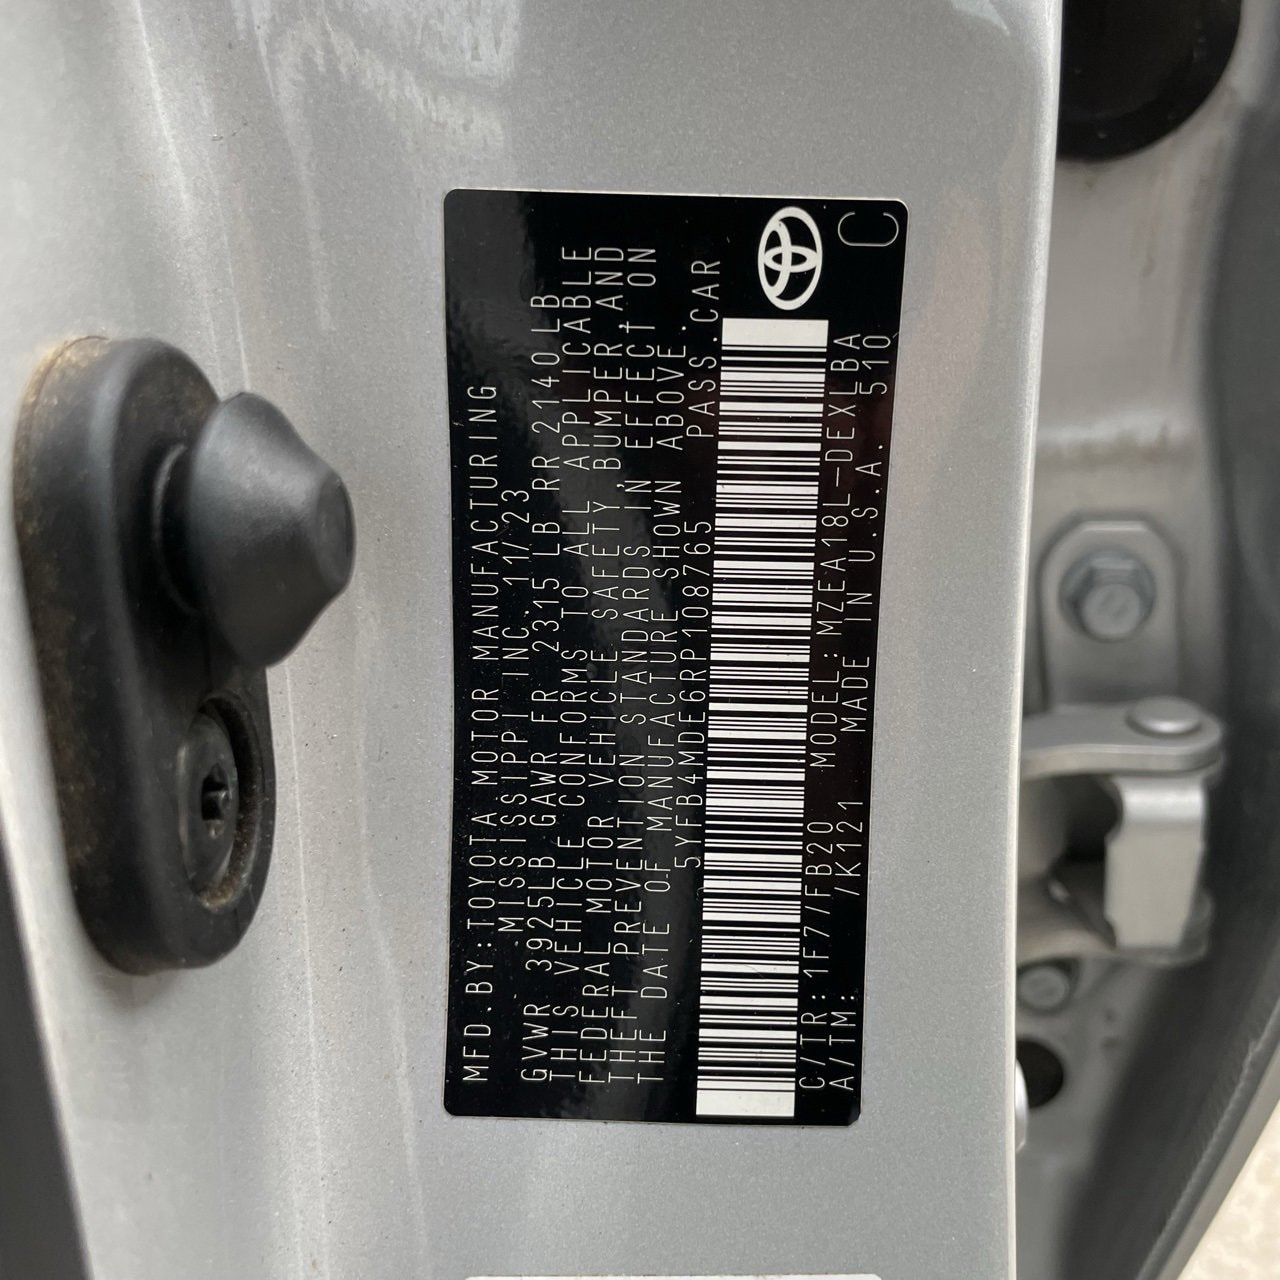 MFD.BY:TOYOTA MOTOR MANUFACTURING
MISSISSIPPI INC. 11/23
GVWR 3925LB GAWR FR 2315 LB RR 2140 LB
THIS VEHICLE CONFORMS TO ALL APPLICABLE
FEDERAL MOTOR VEHICLE SAFETY, BUMPER, AND
THEFT PREVENTION STANDARDS IN EFFECT ON
THE DATE OF MANUFACTURE SHOWN ABOVE.
5YFB4MDE6RP108765 PASS.CAR
C/TR: 1F7/FB20 MODEL: MZEA18L-DEXLBA
A/TM: /K121 MADE IN U.S.A. 510
C